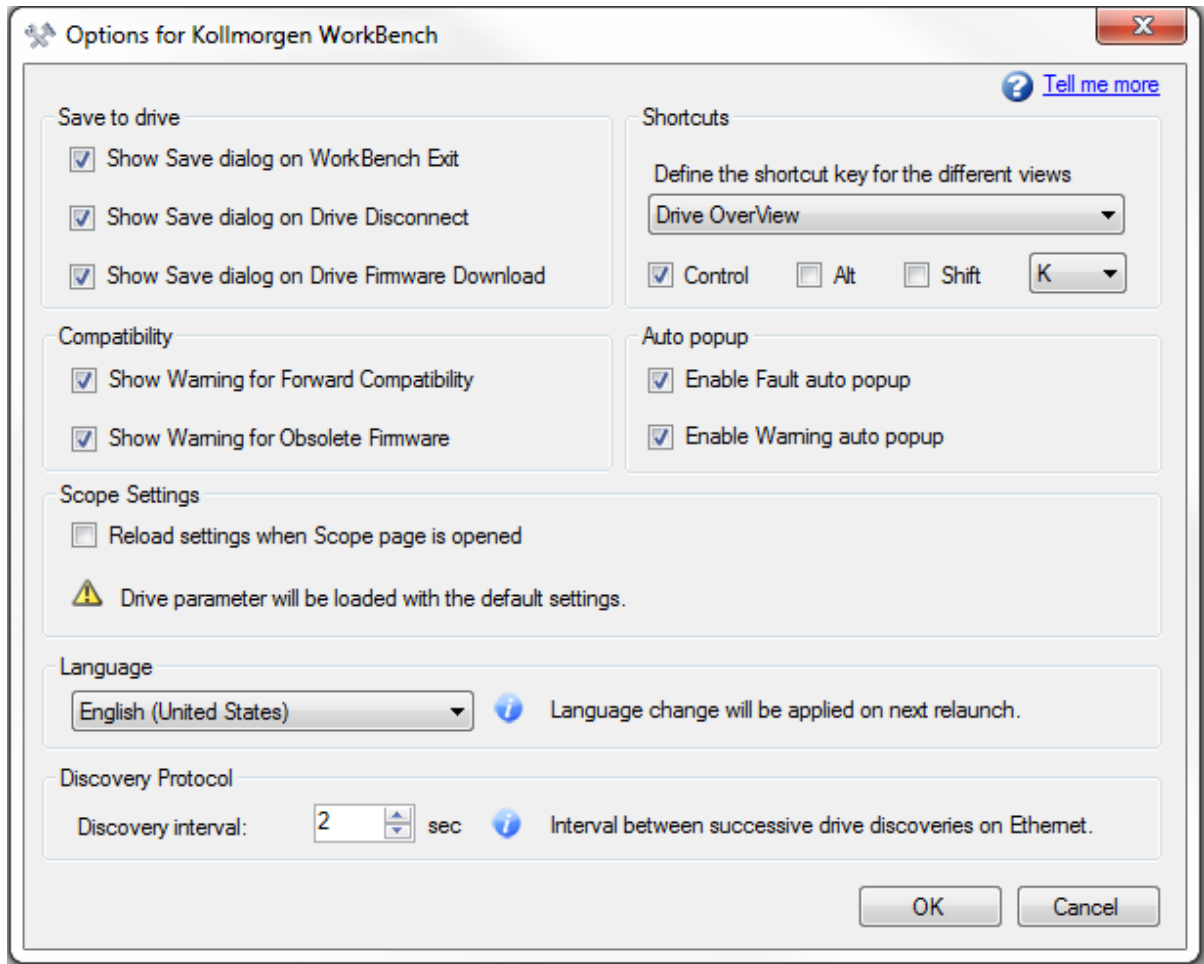 Options for Kollmorgen WorkBench
Tell me more
Save to drive
Show Save dialog on WorkBench Exit
Show Save dialog on Drive Disconnect
Show Save dialog on Drive Firmware Download
Shortcuts
Define the shortcut key for the different views
Drive OverView
Control Alt Shift K
Compatibility
Show Warning for Forward Compatibility
Show Warning for Obsolete Firmware
Auto popup
Enable Fault auto popup
Enable Warning auto popup
Scope Settings
Reload settings when Scope page is opened
Drive parameter will be loaded with the default settings.
Language
English (United States) Language change will be applied on next relaunch.
Discovery Protocol
Discovery interval: 2 sec Interval between successive drive discoveries on Ethernet.
OK Cancel